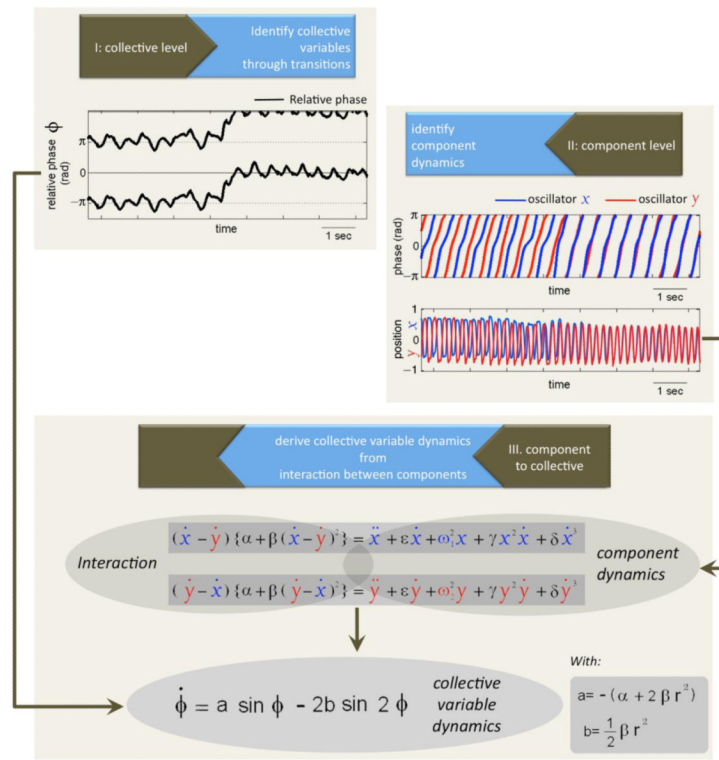 I: collective level
Identify collective
variables
through transitions
Relative phase
relative phase ϕ
(rad)
π
0
−π
time
1 sec
identify
component
dynamics
II: component level
oscillator x
oscillator y
phase (rad)
π
0
−π
time
1 sec
position
y x
1
0
−1
time
1 sec
derive collective variable dynamics
from
interaction between components
III. component
to collective
Interaction
(ẋ − ẏ) {α + β (ẋ − ẏ)²} = ẍ + εẋ + ω₁²x + γx²ẋ + δẋ³
(ẏ − ẋ) {α + β (ẏ − ẋ)²} = ÿ + εẏ + ω₂²y + γy²ẏ + δẏ³
component
dynamics
ϕ̇ = a sin ϕ - 2b sin 2 ϕ
collective
variable
dynamics
With:
a= - (α + 2 β r²)
b= 1/2 β r²